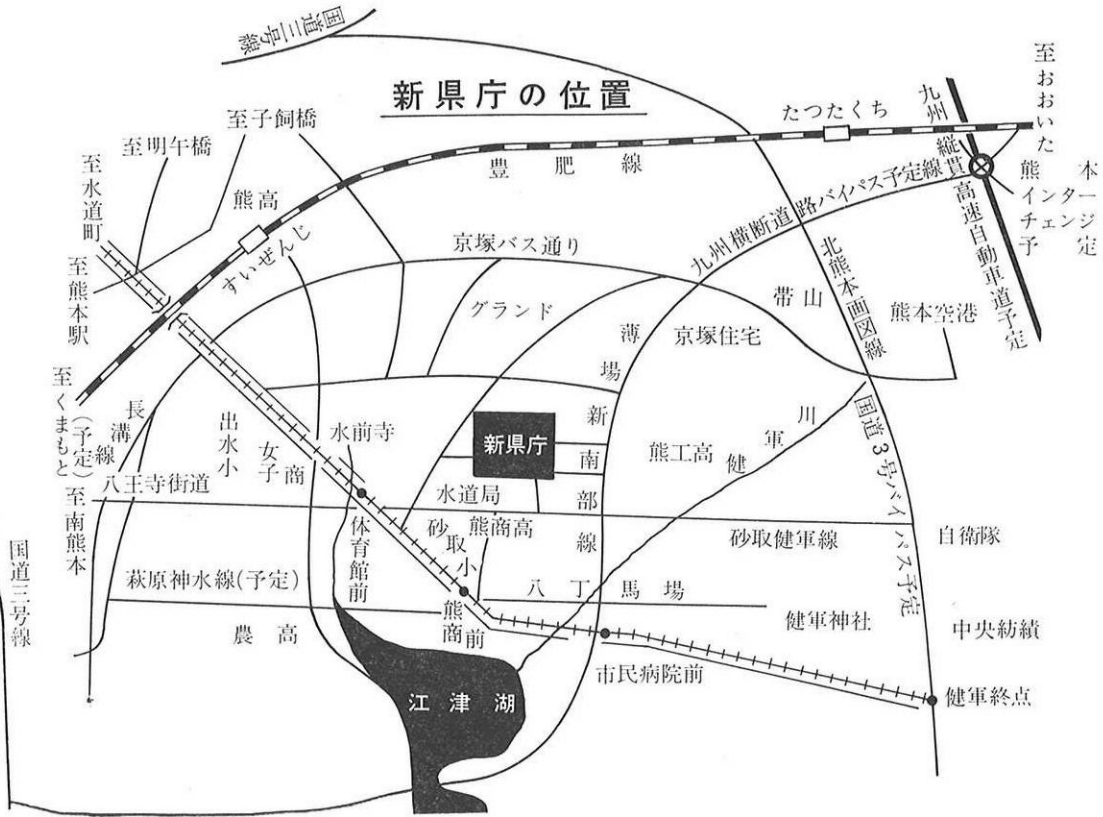 国道三号線
新県庁の位置
至おおいた
たつたくち
九州縦貫高速自動車道予定
至子飼橋
至明午橋
至水道町
豊肥線
熊本
インター
チェンジ
予定
熊高
すいぜんじ
九州横断道路バイパス予定線
京塚バス通り
至熊本駅
北熊本画図線
帯山
熊本空港
グランド
京塚住宅
薄場新南部線
至くまもと
(予定)
長溝線
出水小
女子商
水前寺
新県庁
熊工高
健軍川
国道3号バイパス予定
八王寺街道
水道局
至南熊本
体育館前
砂取小
熊商高
砂取健軍線
自衛隊
国道三号線
萩原神水線(予定)
八丁馬場
農高
熊商前
健軍神社
中央紡績
市民病院前
江津湖
健軍終点